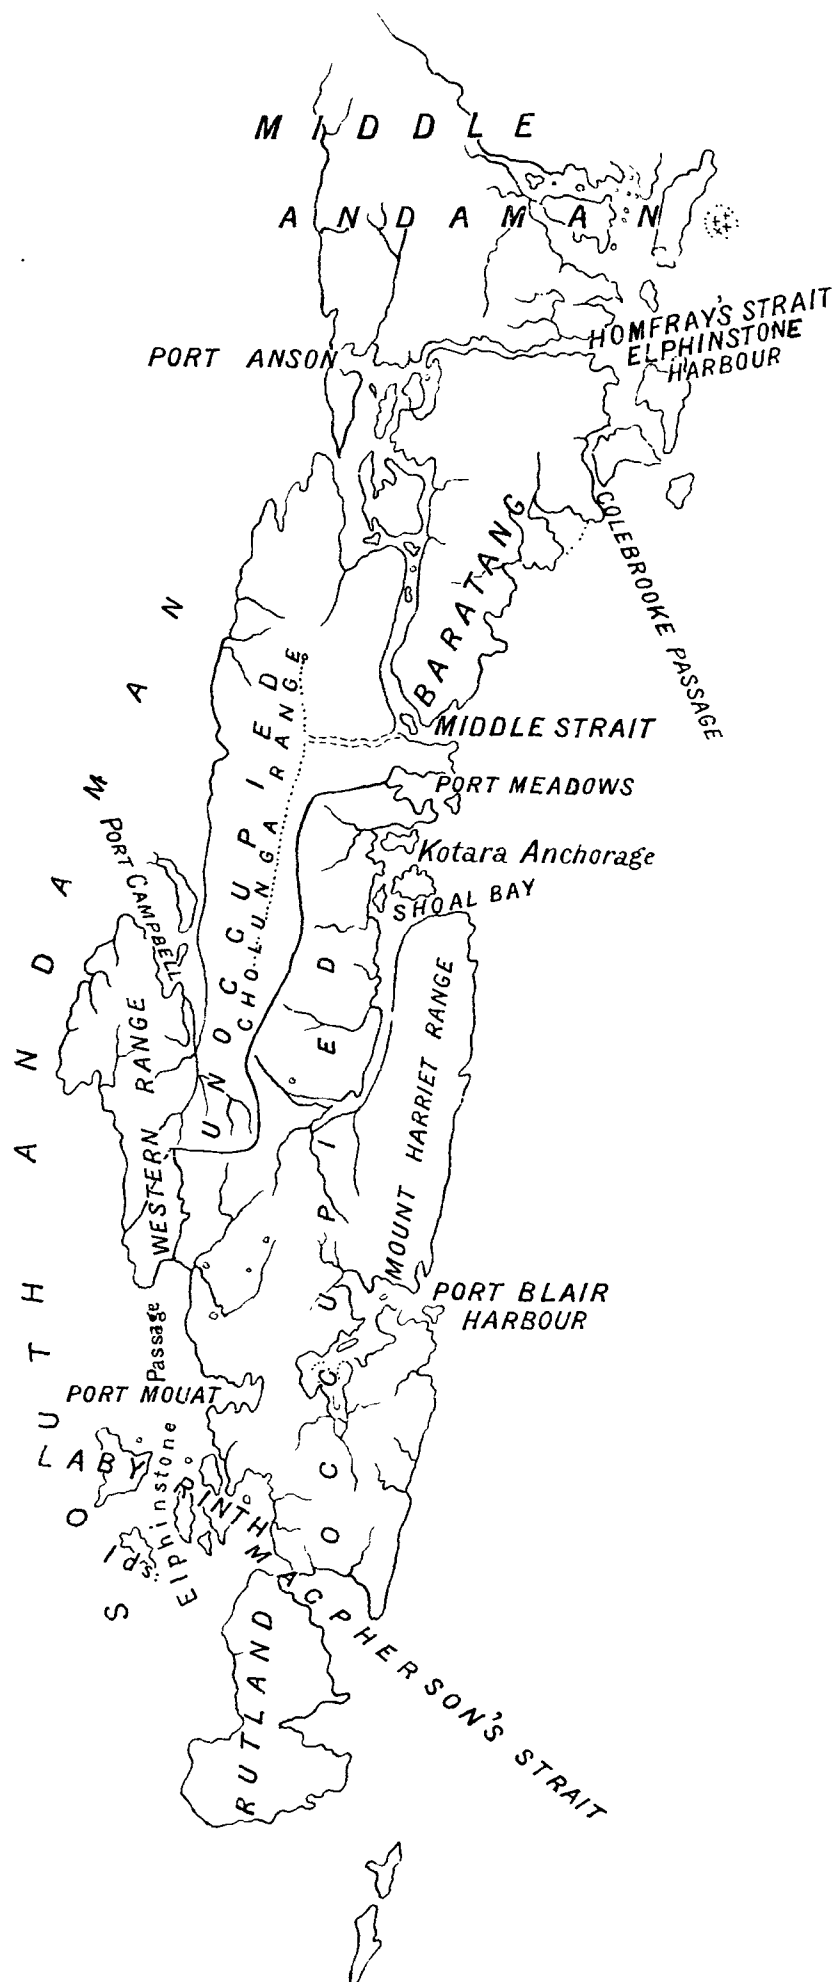 MIDDLE
ANDAMAN
HOMFRAY'S STRAIT
ELPHINSTONE
HARBOUR
PORT ANSON
COLEBROOKE PASSAGE
BARATANG
SOUTH ANDAMAN
MIDDLE STRAIT
PORT MEADOWS
Kotara Anchorage
SHOAL BAY
UNOCCUPIED
CHOLUNGA RANGE
PORT CAMPBELL
WESTERN RANGE
OCCUPIED
MOUNT HARRIET RANGE
PORT BLAIR
HARBOUR
PORT MOUAT
Elphinstone Passage
LABYRINTH
Ids:
MACPHERSON'S STRAIT
RUTLAND